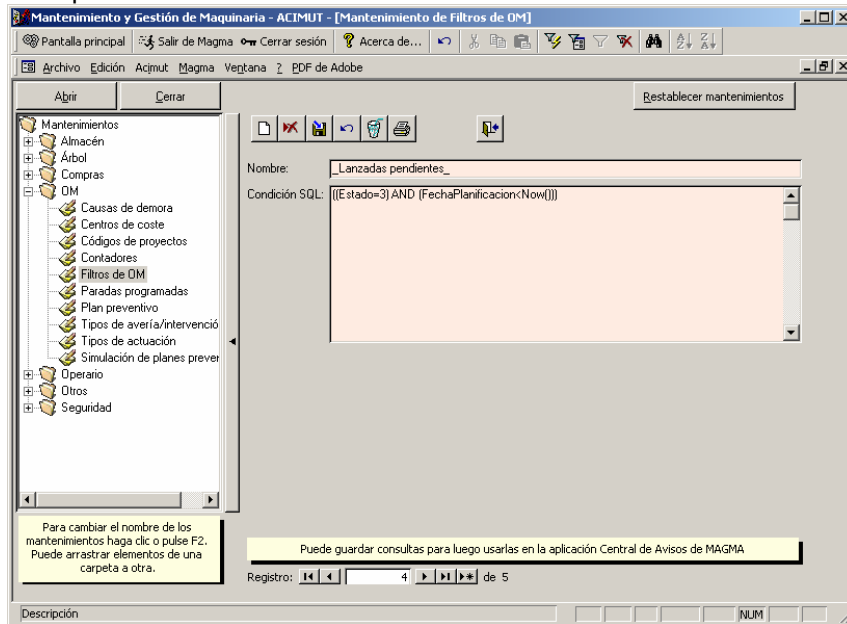 Mantenimiento y Gestión de Maquinaria - ACIMUT - [Mantenimiento de Filtros de OM]
Pantalla principal Salir de Magma Cerrar sesión Acerca de...
Archivo Edición Acimut Magma Ventana ? PDF de Adobe
Abrir Cerrar Restablecer mantenimientos
Mantenimientos
Almacén
Árbol
Compras
OM
Causas de demora
Centros de coste
Códigos de proyectos
Contadores
Filtros de OM
Paradas programadas
Plan preventivo
Tipos de avería/intervenció
Tipos de actuación
Simulación de planes prever
Operario
Otros
Seguridad
Nombre: _Lanzadas pendientes_
Condición SQL: ((Estado=3) AND (FechaPlanificacion<Now()))
Para cambiar el nombre de los
mantenimientos haga clic o pulse F2.
Puede arrastrar elementos de una
carpeta a otra.
Puede guardar consultas para luego usarlas en la aplicación Central de Avisos de MAGMA
Registro: 4 de 5
Descripción NUM